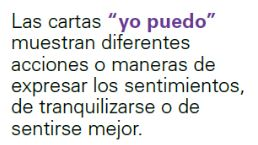 Las cartas “yo puedo”
muestran diferentes
acciones o maneras de
expresar los sentimientos,
de tranquilizarse o de
sentirse mejor.